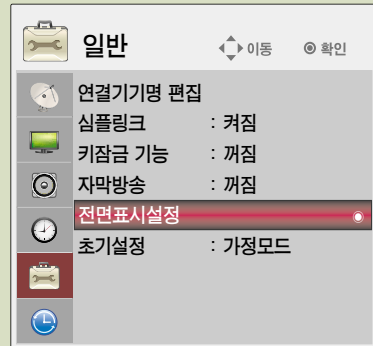 일반 이동 확인
연결기기명 편집
심플링크 : 켜짐
키잠금 기능 : 꺼짐
자막방송 : 꺼짐
전면표시설정
초기설정 : 가정모드